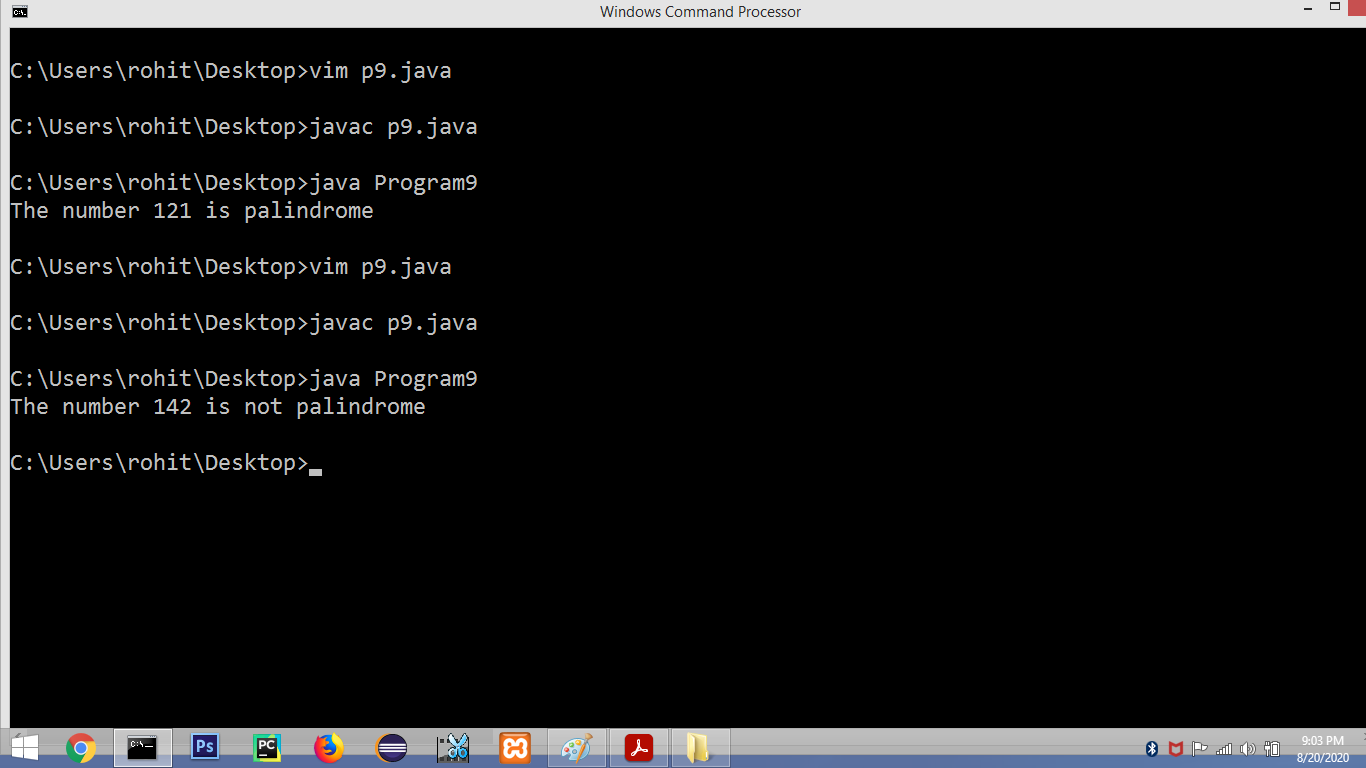 Windows Command Processor
C:\Users\rohit\Desktop>vim p9.java
C:\Users\rohit\Desktop>javac p9.java
C:\Users\rohit\Desktop>java Program9
The number 121 is palindrome
C:\Users\rohit\Desktop>vim p9.java
C:\Users\rohit\Desktop>javac p9.java
C:\Users\rohit\Desktop>java Program9
The number 142 is not palindrome
C:\Users\rohit\Desktop>
Ps
PC
9:03 PM
8/20/2020